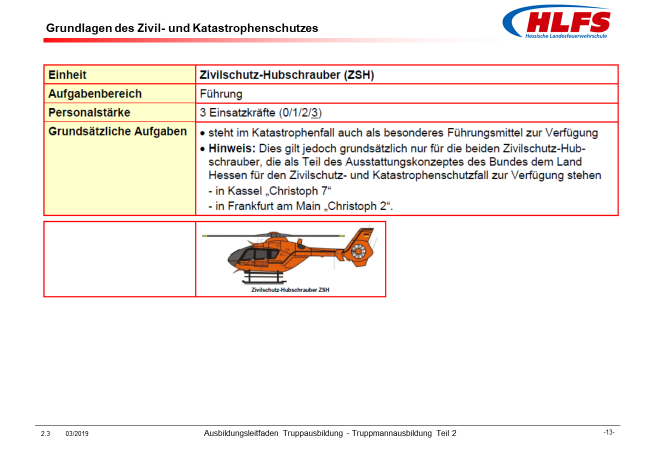 Grundlagen des Zivil- und Katastrophenschutzes
HLFS
Hessische Landesfeuerwehrschule
Einheit
Zivilschutz-Hubschrauber (ZSH)
Aufgabenbereich
Führung
Personalstärke
3 Einsatzkräfte (0/1/2/3)
Grundsätzliche Aufgaben
• steht im Katastrophenfall auch als besonderes Führungsmittel zur Verfügung
• Hinweis: Dies gilt jedoch grundsätzlich nur für die beiden Zivilschutz-Hub-
schrauber, die als Teil des Ausstattungskonzeptes des Bundes dem Land
Hessen für den Zivilschutz- und Katastrophenschutzfall zur Verfügung stehen
- in Kassel „Christoph 7“
- in Frankfurt am Main „Christoph 2“.
Zivilschutz-Hubschrauber ZSH
2.3 03/2019
Ausbildungsleitfaden Truppausbildung - Truppmannausbildung Teil 2
-13-